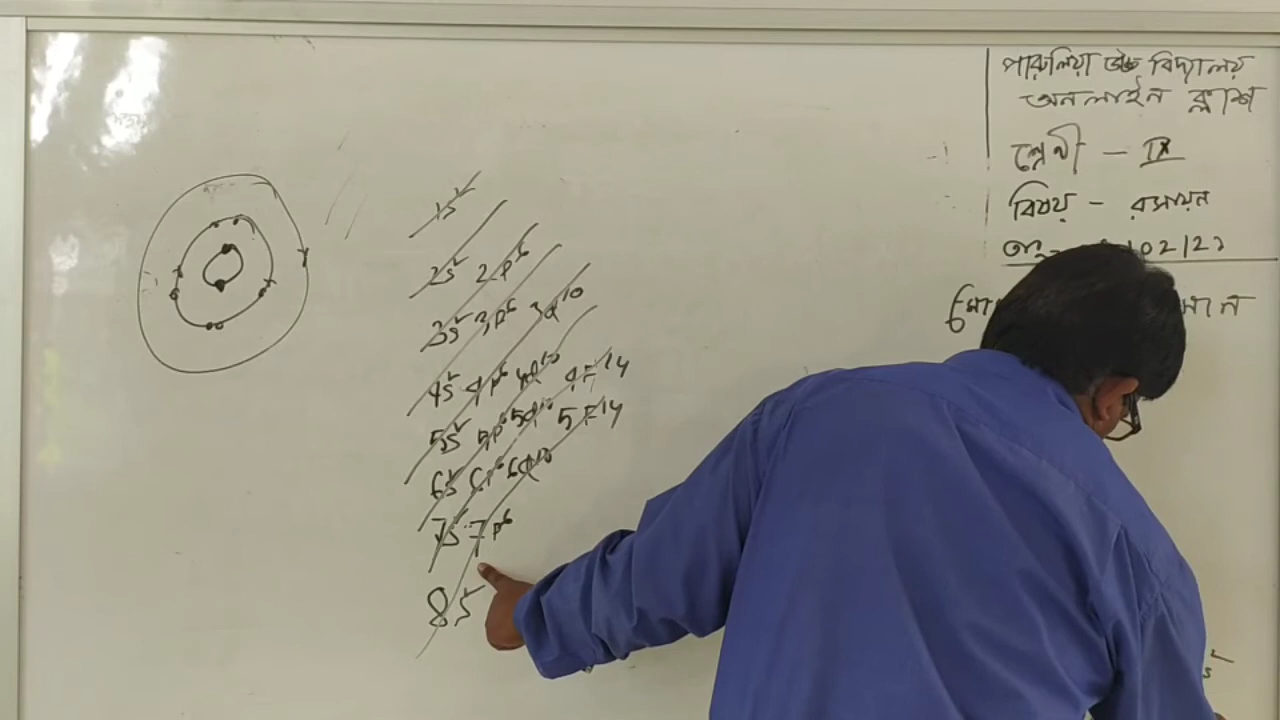 পারুলিয়া উচ্চ বিদ্যালয়
অনলাইন ক্লাশ
শ্রেণী - IX
বিষয় - রসায়ন
02/21
1s²
2s² 2p⁶
3s² 3p⁶ 3d¹⁰
4s² 4p⁶ 4d¹⁰ 4F¹⁴
5s² 5p⁶ 5d¹⁰ 5F¹⁴
6s² 6p⁶ 6d¹⁰
7s² 7p⁶
8s²